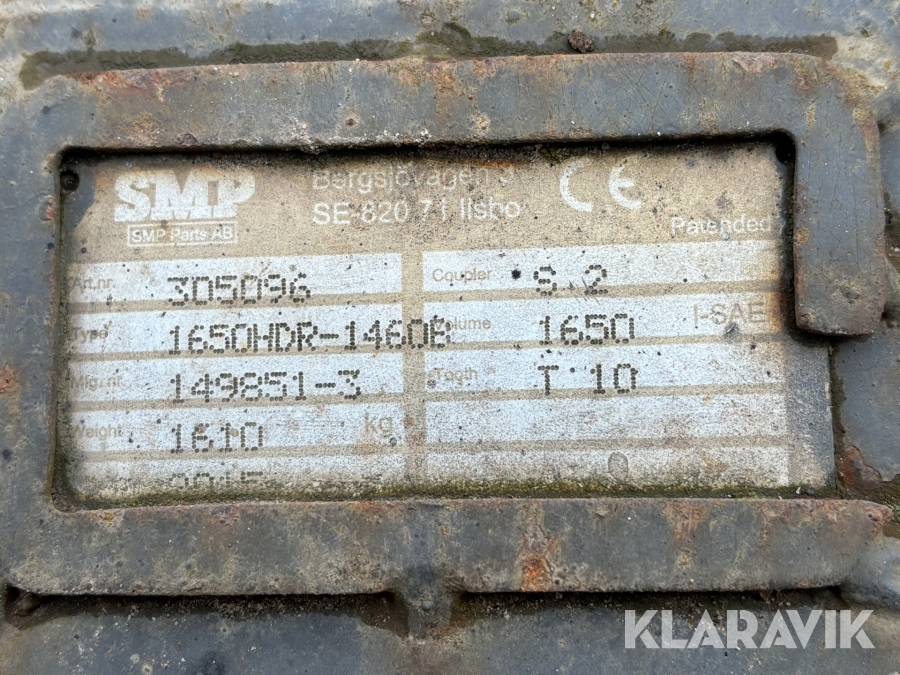 SMP
SMP Parts AB
Bergsjövägen 3
SE-820 71 Ilsbo
CE
Patended
Art.nr. 305096
Coupler S 2
Type 1650HDR-1460B
Volume 1650 l-SAE
Mfg.nr. 149851-3
Tooth T 10
Weight 1610 kg
2015
KLARAVIK